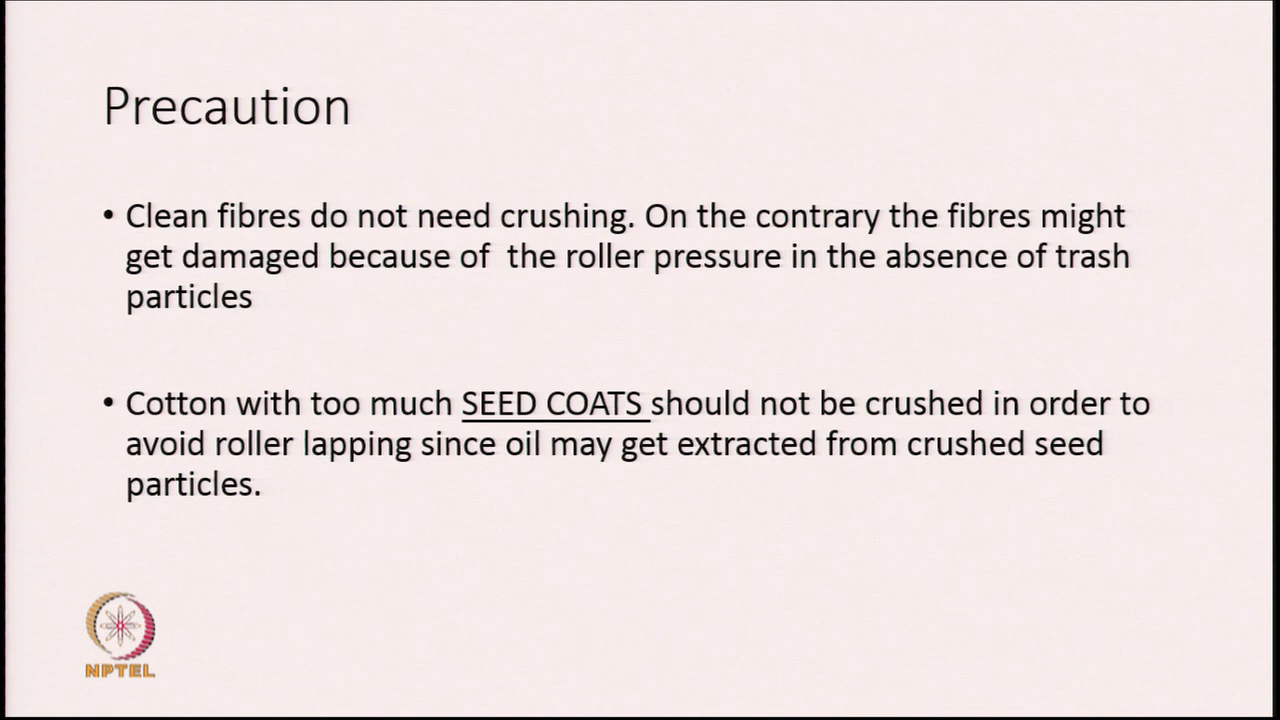 Precaution
• Clean fibres do not need crushing. On the contrary the fibres might
get damaged because of  the roller pressure in the absence of trash
particles
• Cotton with too much SEED COATS should not be crushed in order to
avoid roller lapping since oil may get extracted from crushed seed
particles.
NPTEL